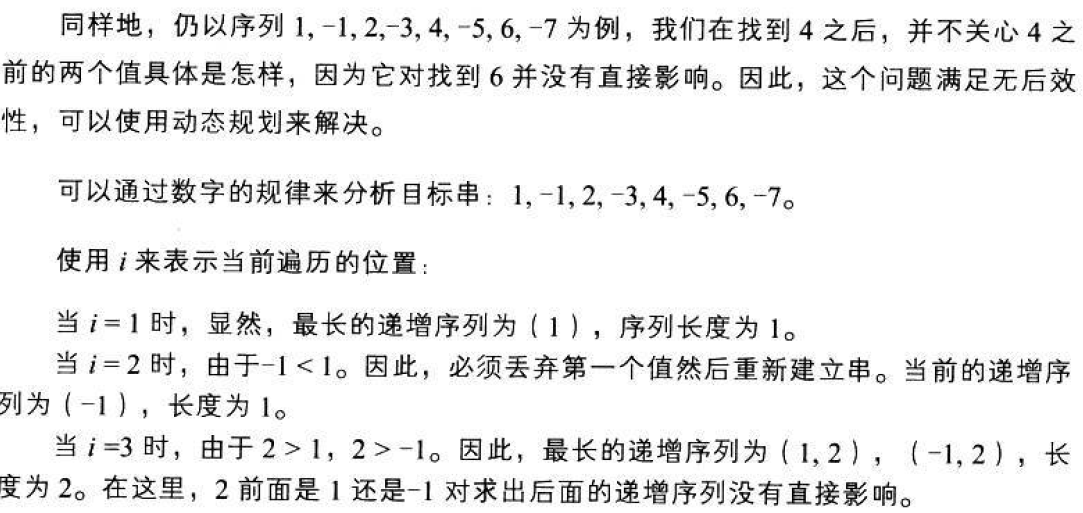 同样地，仍以序列 1, -1, 2,-3, 4, -5, 6, -7 为例，我们在找到 4 之后，并不关心 4 之
前的两个值具体是怎样，因为它对找到 6 并没有直接影响。因此，这个问题满足无后效
性，可以使用动态规划来解决。
可以通过数字的规律来分析目标串：1, -1, 2, -3, 4, -5, 6, -7。
使用 i 来表示当前遍历的位置：
当 i = 1 时，显然，最长的递增序列为（1），序列长度为 1。
当 i = 2 时，由于-1 < 1。因此，必须丢弃第一个值然后重新建立串。当前的递增序
列为（-1），长度为 1。
当 i =3 时，由于 2 > 1，2 > -1。因此，最长的递增序列为（1, 2），（-1, 2），长
度为 2。在这里，2 前面是 1 还是-1 对求出后面的递增序列没有直接影响。